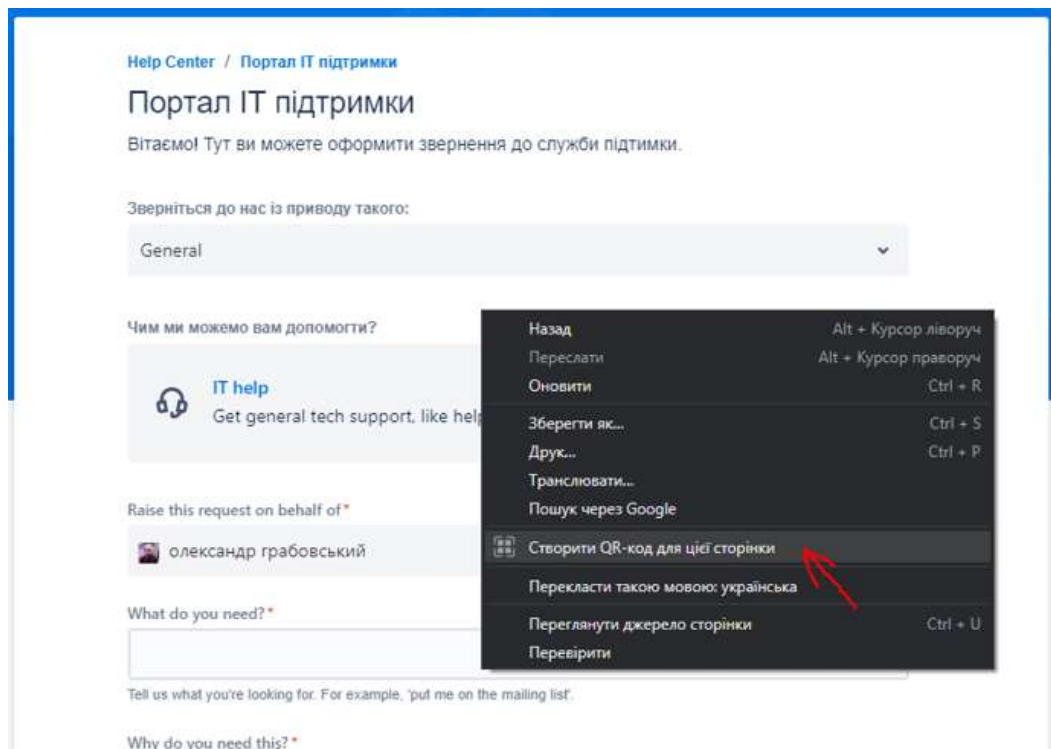 Help Center / Портал ІТ підтримки
Портал ІТ підтримки
Вітаємо! Тут ви можете оформити звернення до служби підтимки.
Зверніться до нас із приводу такого:
General
Чим ми можемо вам допомогти?
IT help
Get general tech support, like help
Raise this request on behalf of*
олександр грабовський
What do you need?*
Tell us what you're looking for. For example, 'put me on the mailing list'.
Why do you need this?*
Назад Alt + Курсор ліворуч
Переслати Alt + Курсор праворуч
Оновити Ctrl + R
Зберегти як... Ctrl + S
Друк... Ctrl + P
Транслювати...
Пошук через Google
Створити QR-код для цієї сторінки
Перекласти такою мовою: українська
Переглянути джерело сторінки Ctrl + U
Перевірити